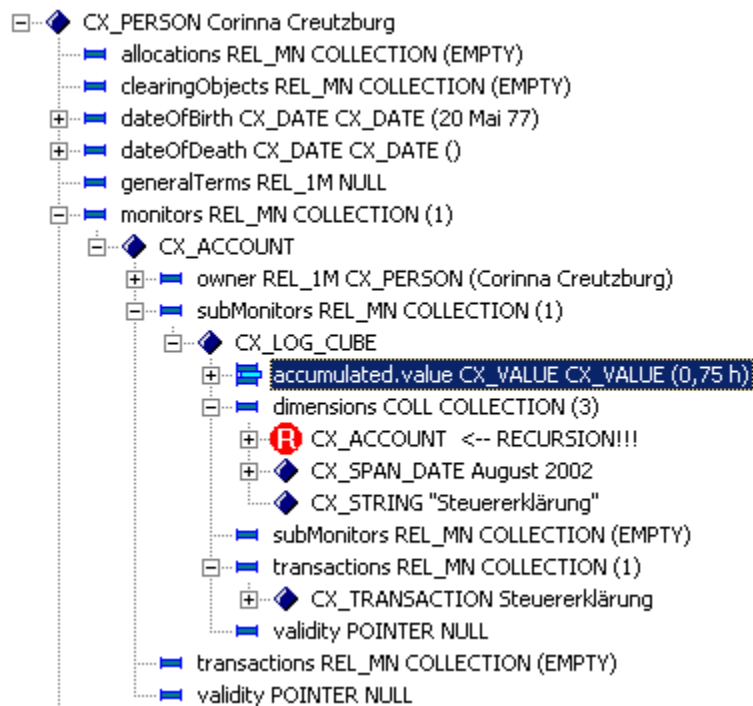 CX_PERSON Corinna Creutzburg
allocations REL_MN COLLECTION (EMPTY)
clearingObjects REL_MN COLLECTION (EMPTY)
dateOfBirth CX_DATE CX_DATE (20 Mai 77)
dateOfDeath CX_DATE CX_DATE ()
generalTerms REL_1M NULL
monitors REL_MN COLLECTION (1)
CX_ACCOUNT
owner REL_1M CX_PERSON (Corinna Creutzburg)
subMonitors REL_MN COLLECTION (1)
CX_LOG_CUBE
accumulated.value CX_VALUE CX_VALUE (0,75 h)
dimensions COLL COLLECTION (3)
R CX_ACCOUNT <-- RECURSION!!!
CX_SPAN_DATE August 2002
CX_STRING "Steuererklärung"
subMonitors REL_MN COLLECTION (EMPTY)
transactions REL_MN COLLECTION (1)
CX_TRANSACTION Steuererklärung
validity POINTER NULL
transactions REL_MN COLLECTION (EMPTY)
validity POINTER NULL